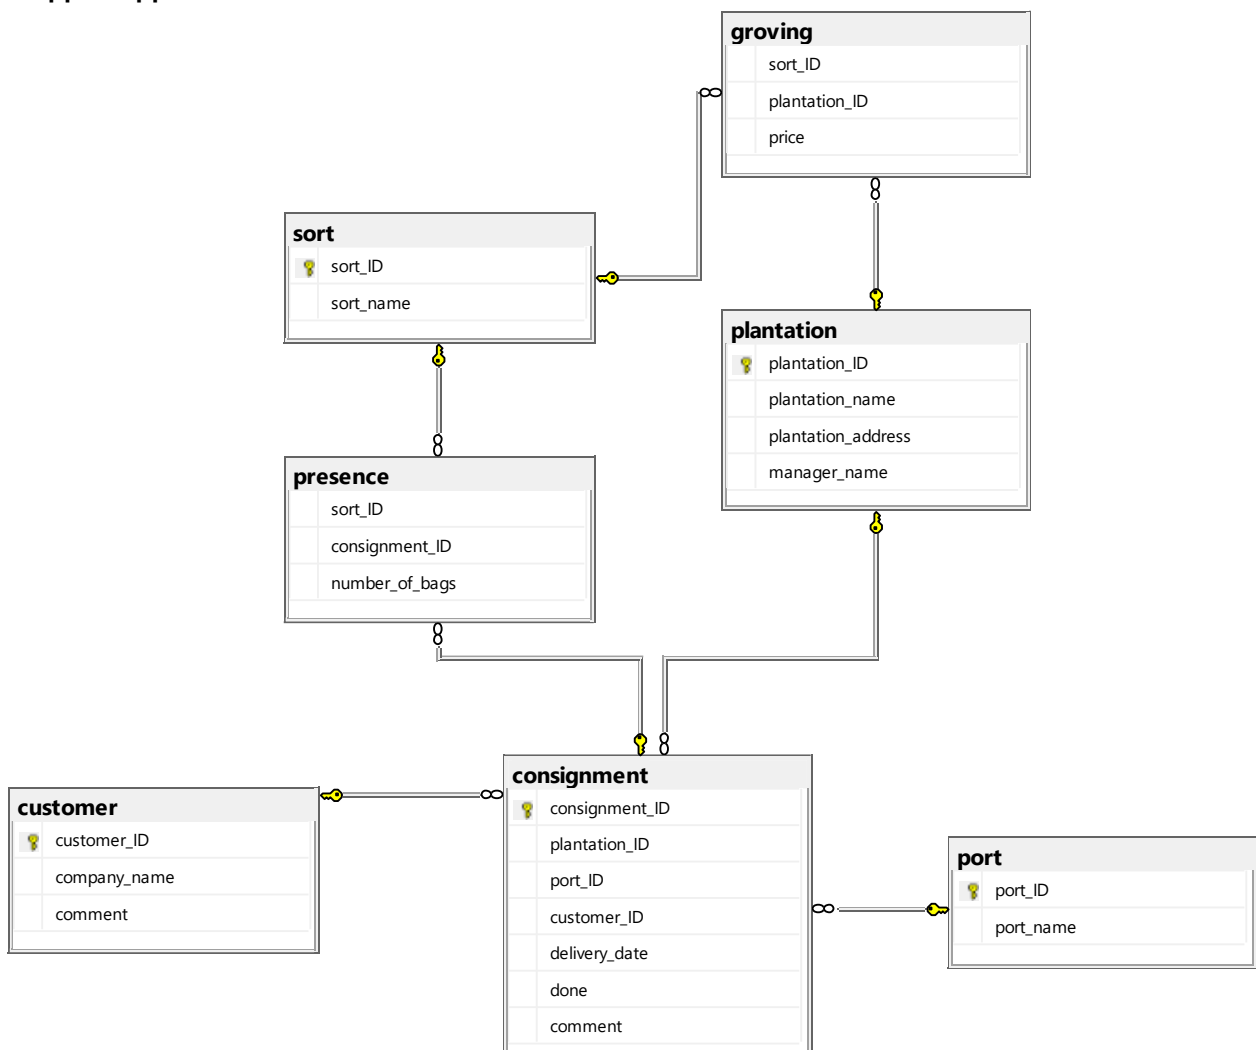 groving
sort_ID
plantation_ID
price
sort
sort_ID
sort_name
plantation
plantation_ID
plantation_name
plantation_address
manager_name
presence
sort_ID
consignment_ID
number_of_bags
consignment
consignment_ID
plantation_ID
port_ID
customer_ID
delivery_date
done
comment
customer
customer_ID
company_name
comment
port
port_ID
port_name